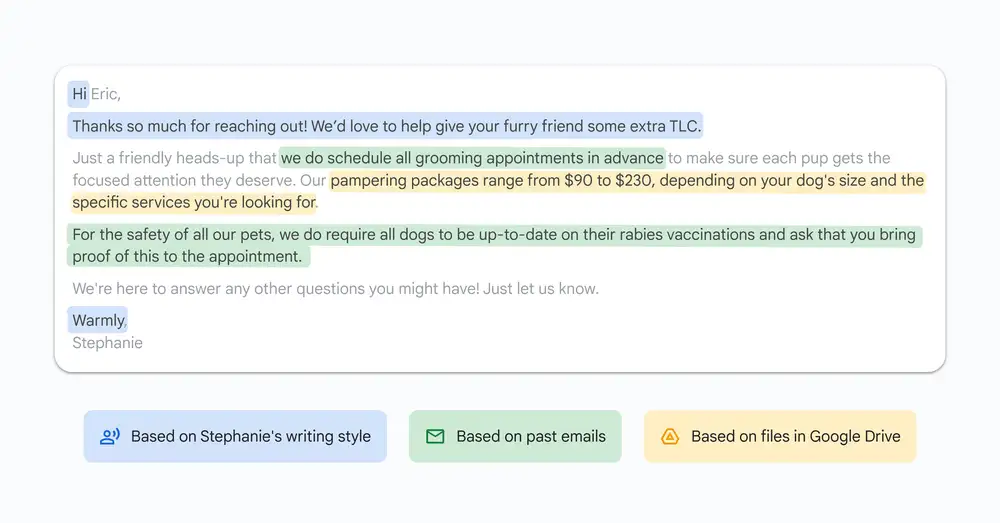 Hi Eric,
Thanks so much for reaching out! We’d love to help give your furry friend some extra TLC.
Just a friendly heads-up that we do schedule all grooming appointments in advance to make sure each pup gets the
focused attention they deserve. Our pampering packages range from $90 to $230, depending on your dog's size and the
specific services you're looking for.
For the safety of all our pets, we do require all dogs to be up-to-date on their rabies vaccinations and ask that you bring
proof of this to the appointment.
We're here to answer any other questions you might have! Just let us know.
Warmly,
Stephanie
Based on Stephanie's writing style
Based on past emails
Based on files in Google Drive